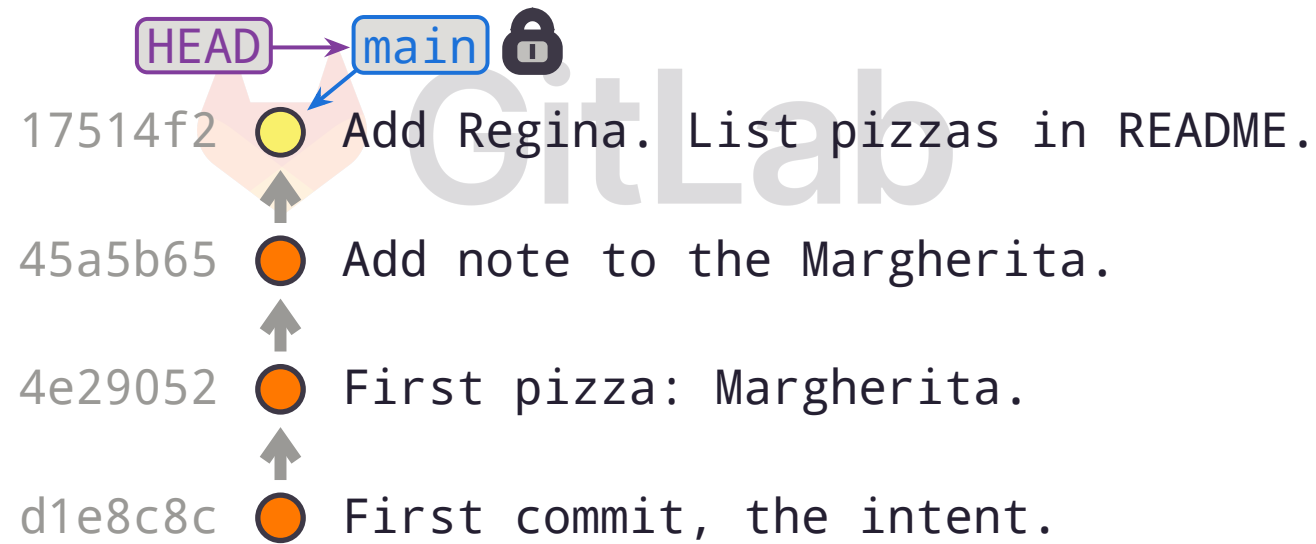 HEAD main
GitLab
17514f2 Add Regina. List pizzas in README.
45a5b65 Add note to the Margherita.
4e29052 First pizza: Margherita.
d1e8c8c First commit, the intent.